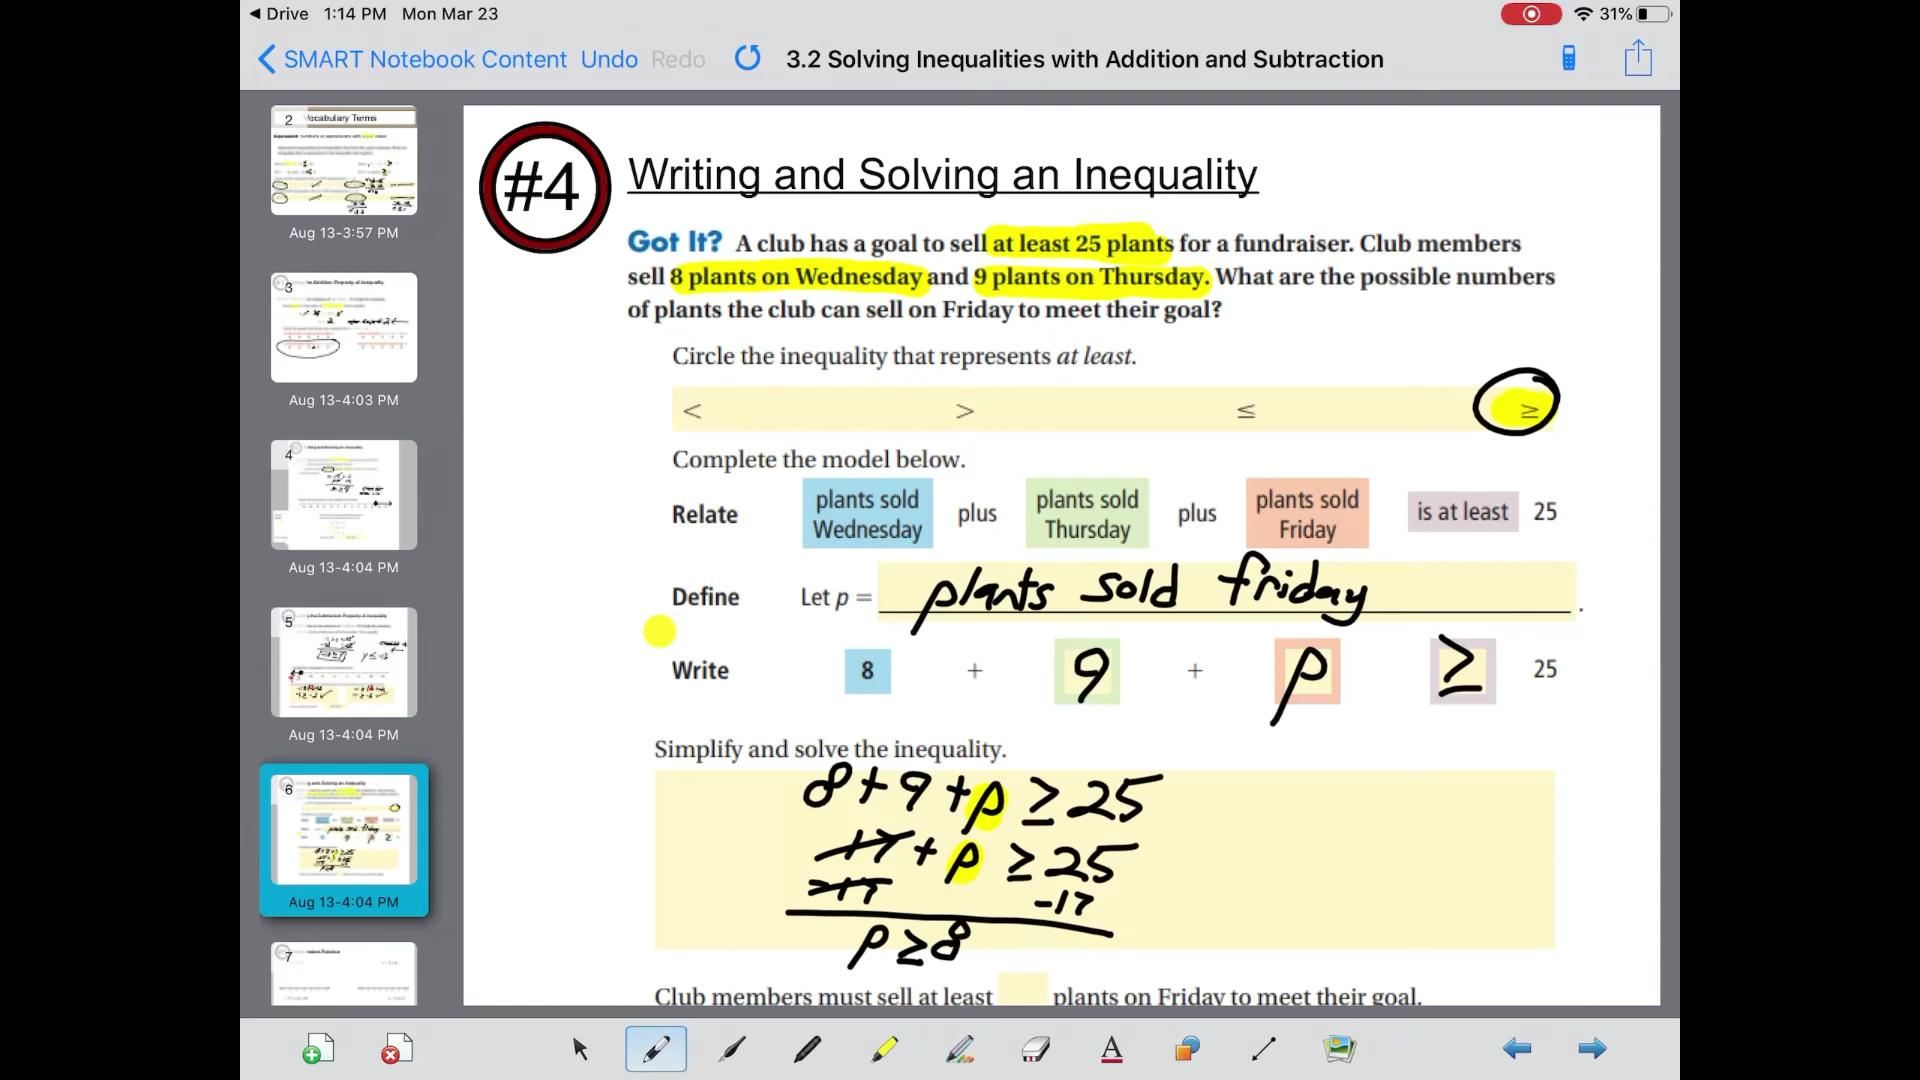 Drive 1:14 PM Mon Mar 23 31%
SMART Notebook Content Undo Redo 3.2 Solving Inequalities with Addition and Subtraction
2 Vocabulary Terms
Aug 13-3:57 PM
3
Aug 13-4:03 PM
4
Aug 13-4:04 PM
5
Aug 13-4:04 PM
6
Aug 13-4:04 PM
7
#4 Writing and Solving an Inequality
Got It? A club has a goal to sell at least 25 plants for a fundraiser. Club members
sell 8 plants on Wednesday and 9 plants on Thursday. What are the possible numbers
of plants the club can sell on Friday to meet their goal?
Circle the inequality that represents at least.
< > ≤ ≥
Complete the model below.
Relate plants sold Wednesday plus plants sold Thursday plus plants sold Friday is at least 25
Define Let p = plants sold friday.
Write 8 + 9 + p ≥ 25
Simplify and solve the inequality.
8+9+p ≥ 25
17+p ≥ 25
-17 -17
p ≥ 8
Club members must sell at least plants on Friday to meet their goal.
A